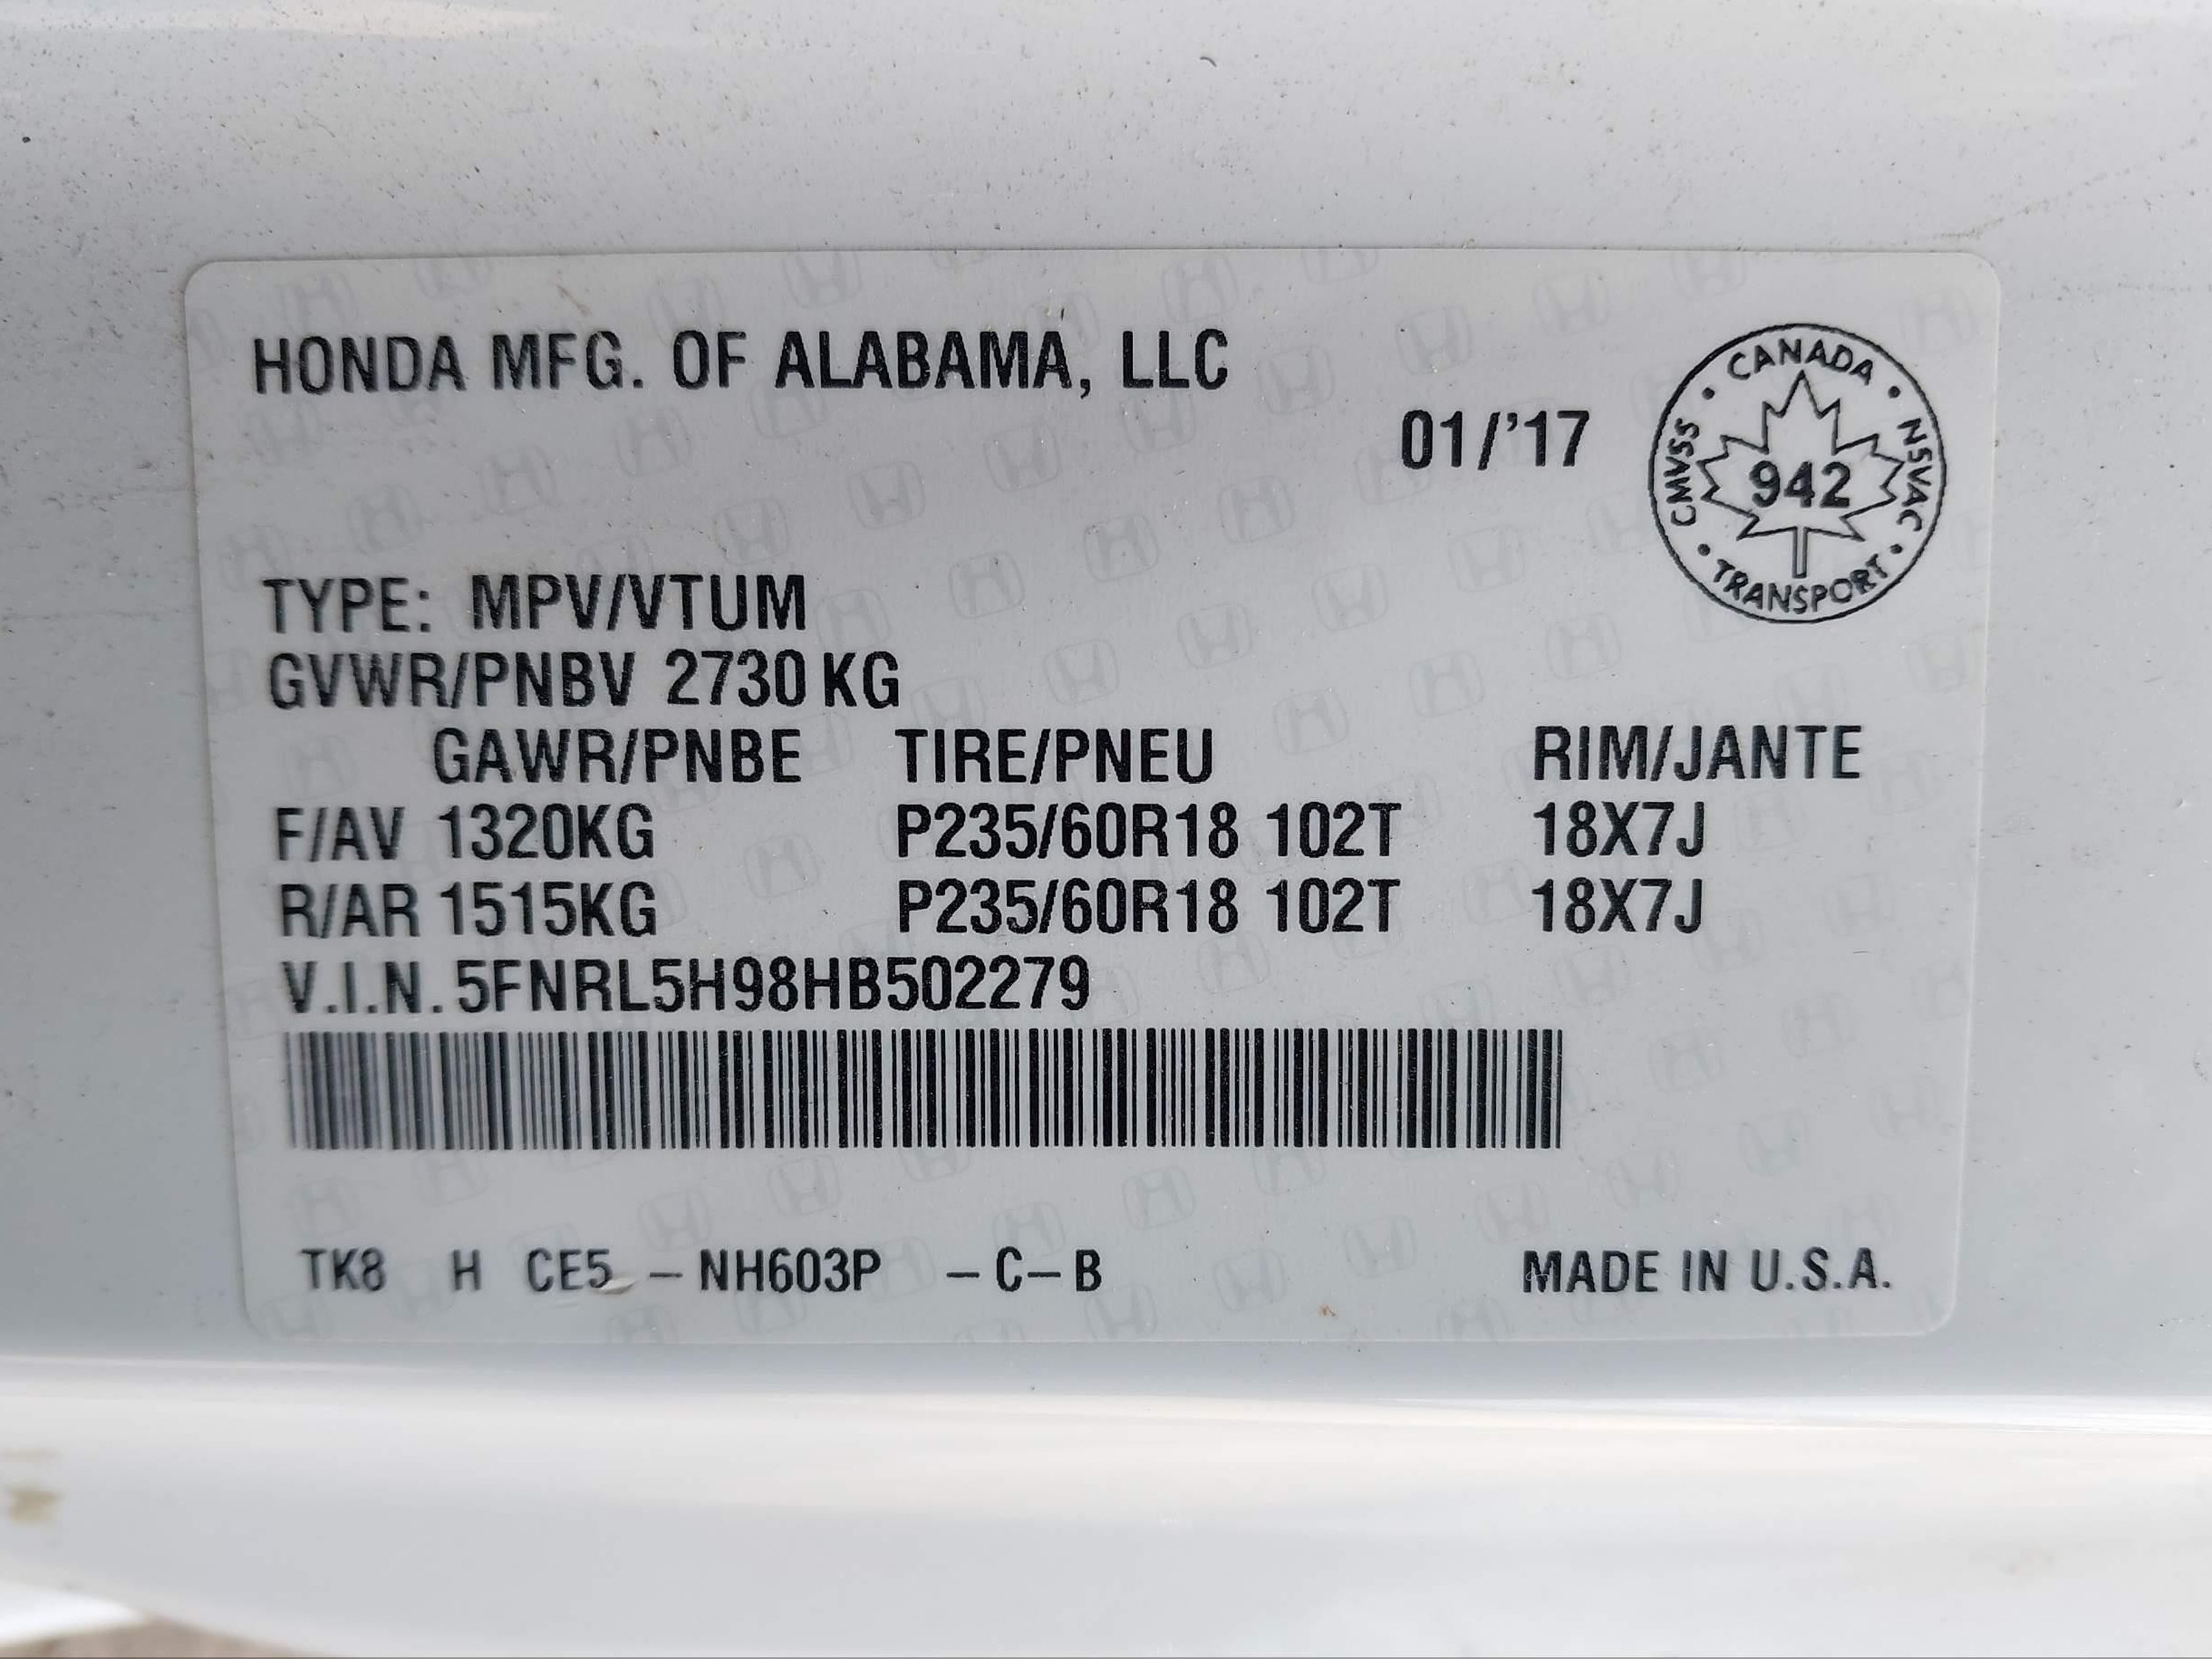 HONDA MFG. OF ALABAMA, LLC
01/'17
CANADA • NSVAC • TRANSPORT • CMVSS •
942
TYPE: MPV/VTUM
GVWR/PNBV 2730 KG
GAWR/PNBE TIRE/PNEU RIM/JANTE
F/AV 1320KG P235/60R18 102T 18X7J
R/AR 1515KG P235/60R18 102T 18X7J
V.I.N. 5FNRL5H98HB502279
TK8 H CE5 – NH603P – C – B MADE IN U.S.A.